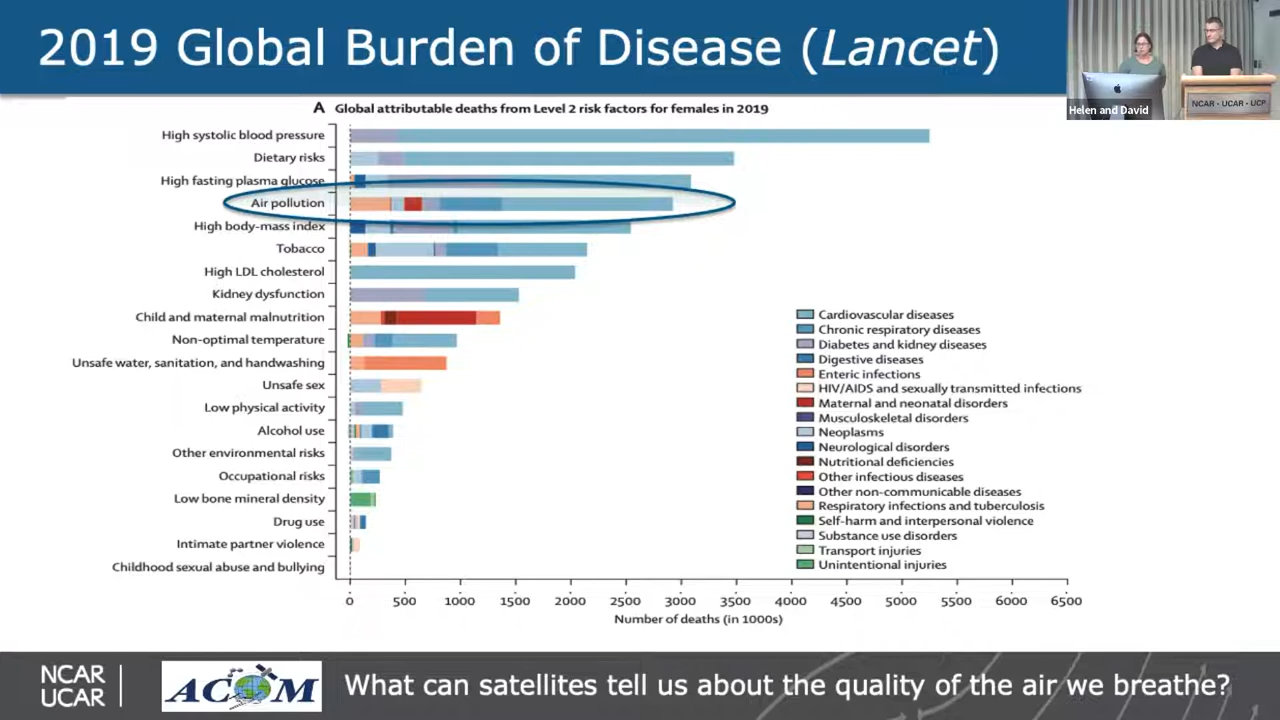 2019 Global Burden of Disease (Lancet)
Helen and David
NCAR • UCAR • UCP
A Global attributable deaths from Level 2 risk factors for females in 2019
High systolic blood pressure
Dietary risks
High fasting plasma glucose
Air pollution
High body-mass index
Tobacco
High LDL cholesterol
Kidney dysfunction
Child and maternal malnutrition
Non-optimal temperature
Unsafe water, sanitation, and handwashing
Unsafe sex
Low physical activity
Alcohol use
Other environmental risks
Occupational risks
Low bone mineral density
Drug use
Intimate partner violence
Childhood sexual abuse and bullying
Cardiovascular diseases
Chronic respiratory diseases
Diabetes and kidney diseases
Digestive diseases
Enteric infections
HIV/AIDS and sexually transmitted infections
Maternal and neonatal disorders
Musculoskeletal disorders
Neoplasms
Neurological disorders
Nutritional deficiencies
Other infectious diseases
Other non-communicable diseases
Respiratory infections and tuberculosis
Self-harm and interpersonal violence
Substance use disorders
Transport injuries
Unintentional injuries
0 500 1000 1500 2000 2500 3000 3500 4000 4500 5000 5500 6000 6500
Number of deaths (in 1000s)
NCAR
UCAR
ACOM
What can satellites tell us about the quality of the air we breathe?